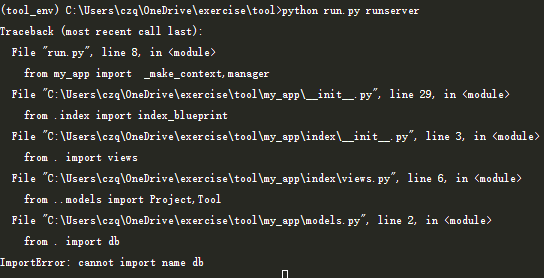 (tool_env) C:\Users\czq\OneDrive\exercise\tool>python run.py runserver
Traceback (most recent call last):
  File "run.py", line 8, in <module>
    from my_app import  _make_context,manager
  File "C:\Users\czq\OneDrive\exercise\tool\my_app\__init__.py", line 29, in <module>
    from .index import index_blueprint
  File "C:\Users\czq\OneDrive\exercise\tool\my_app\index\__init__.py", line 3, in <module>
    from . import views
  File "C:\Users\czq\OneDrive\exercise\tool\my_app\index\views.py", line 6, in <module>
    from ..models import Project,Tool
  File "C:\Users\czq\OneDrive\exercise\tool\my_app\models.py", line 2, in <module>
    from . import db
ImportError: cannot import name db